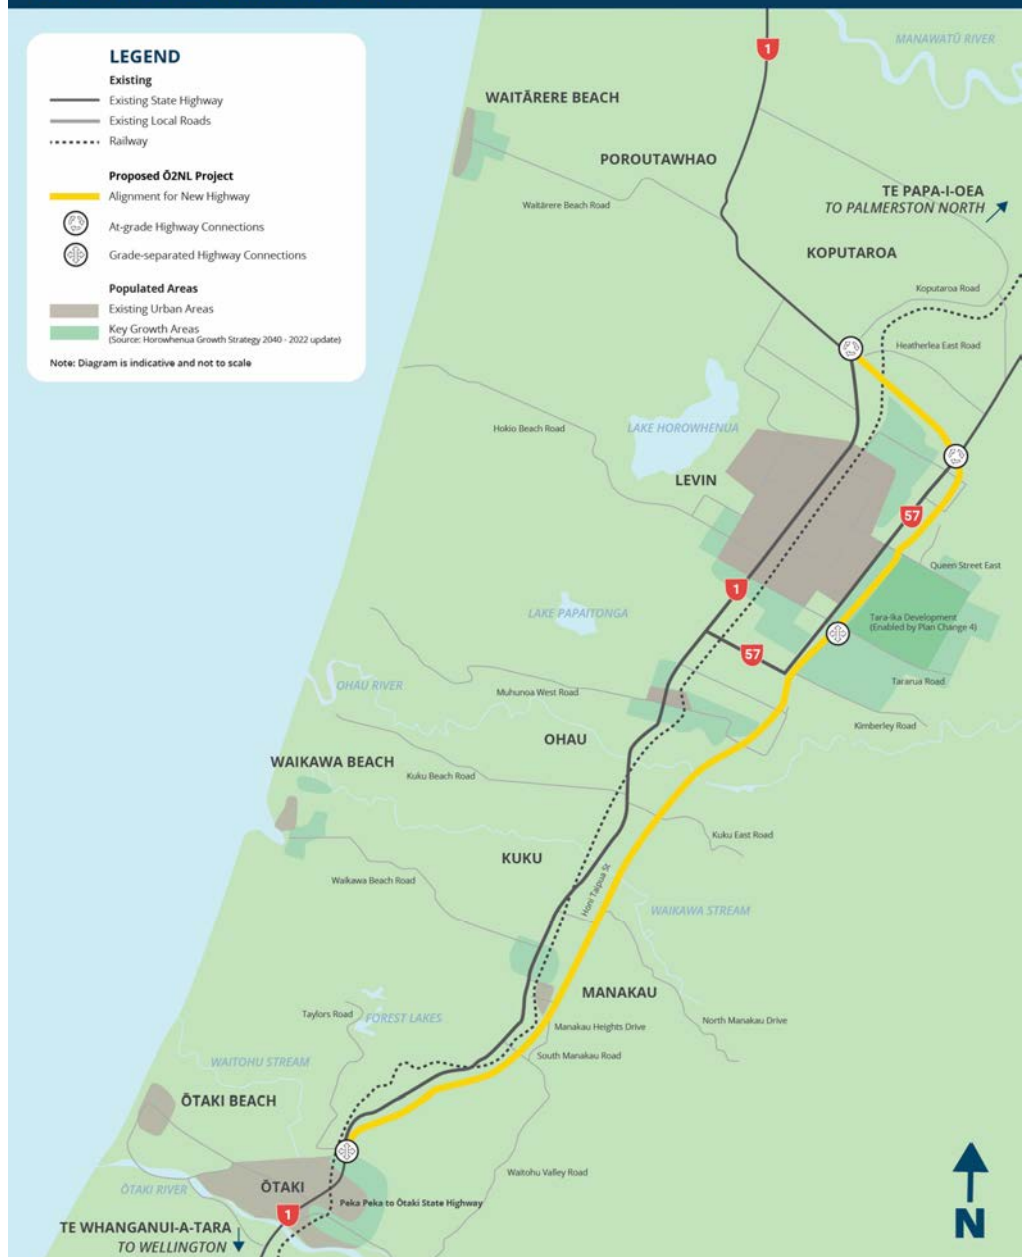 LEGEND
Existing
Existing State Highway
Existing Local Roads
Railway
Proposed Ō2NL Project
Alignment for New Highway
At-grade Highway Connections
Grade-separated Highway Connections
Populated Areas
Existing Urban Areas
Key Growth Areas
(Source: Horowhenua Growth Strategy 2040 - 2022 update)
Note: Diagram is indicative and not to scale
MANAWATŪ RIVER
1
WAITĀRERE BEACH
POROUTAWHAO
Waitārere Beach Road
TE PAPA-I-OEA
TO PALMERSTON NORTH
KOPUTAROA
Koputaroa Road
Heatherlea East Road
LAKE HOROWHENUA
Hokio Beach Road
LEVIN
57
Queen Street East
1
LAKE PAPAITONGA
Tara-Ika Development
(Enabled by Plan Change 4)
57
Tararua Road
OHAU RIVER
Muhunoa West Road
Kimberley Road
OHAU
WAIKAWA BEACH
Kuku Beach Road
Kuku East Road
KUKU
Waikawa Beach Road
Honi Taipua St
WAIKAWA STREAM
MANAKAU
Taylors Road
FOREST LAKES
North Manakau Drive
Manakau Heights Drive
South Manakau Road
WAITOHU STREAM
ŌTAKI BEACH
Waitohu Valley Road
ŌTAKI RIVER
ŌTAKI
Peka Peka to Ōtaki State Highway
1
TE WHANGANUI-A-TARA
TO WELLINGTON
N